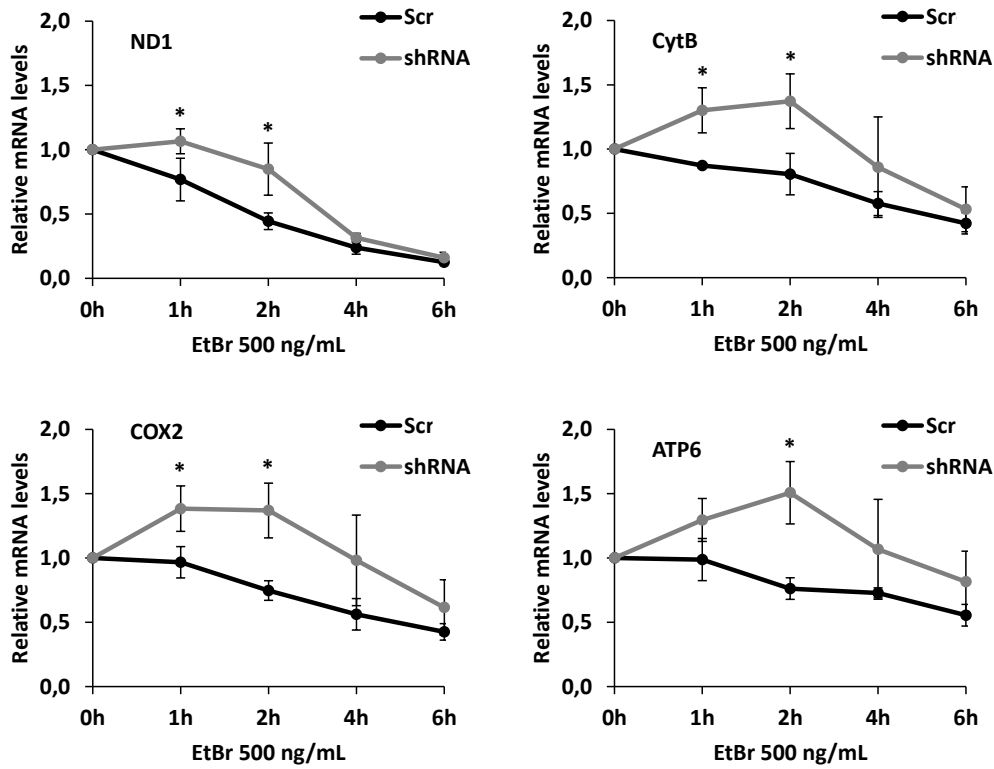 ND1
Scr
shRNA
*
*
Relative mRNA levels
2,0
1,5
1,0
0,5
0,0
0h 1h 2h 4h 6h
EtBr 500 ng/mL
CytB
Scr
shRNA
*
*
Relative mRNA levels
2,0
1,5
1,0
0,5
0,0
0h 1h 2h 4h 6h
EtBr 500 ng/mL
COX2
Scr
shRNA
*
*
Relative mRNA levels
2,0
1,5
1,0
0,5
0,0
0h 1h 2h 4h 6h
EtBr 500 ng/mL
ATP6
Scr
shRNA
*
Relative mRNA levels
2,0
1,5
1,0
0,5
0,0
0h 1h 2h 4h 6h
EtBr 500 ng/mL